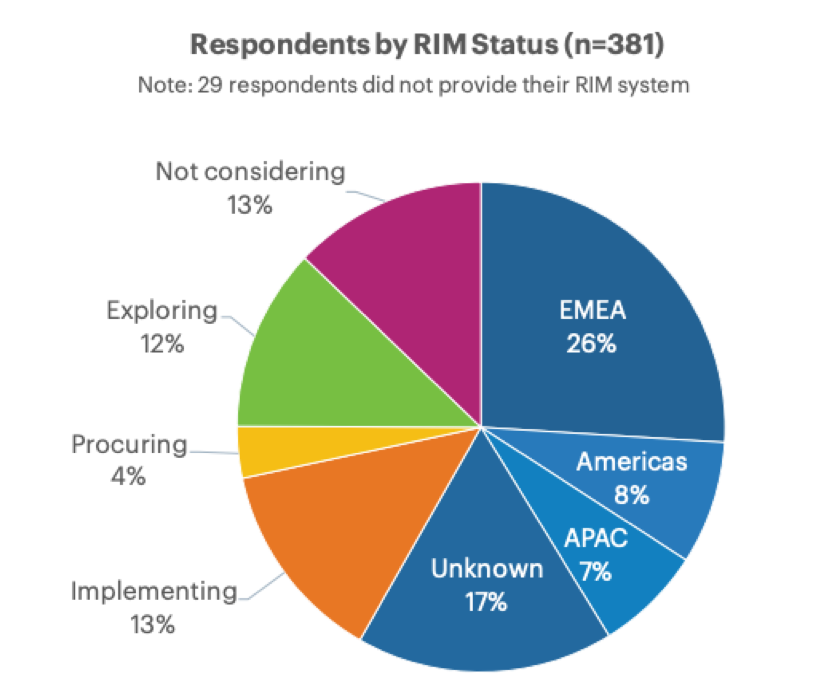 Respondents by RIM Status (n=381)
Note: 29 respondents did not provide their RIM system
Not considering
13%
EMEA
26%
Exploring
12%
Procuring
4%
Americas
8%
APAC
7%
Unknown
17%
Implementing
13%